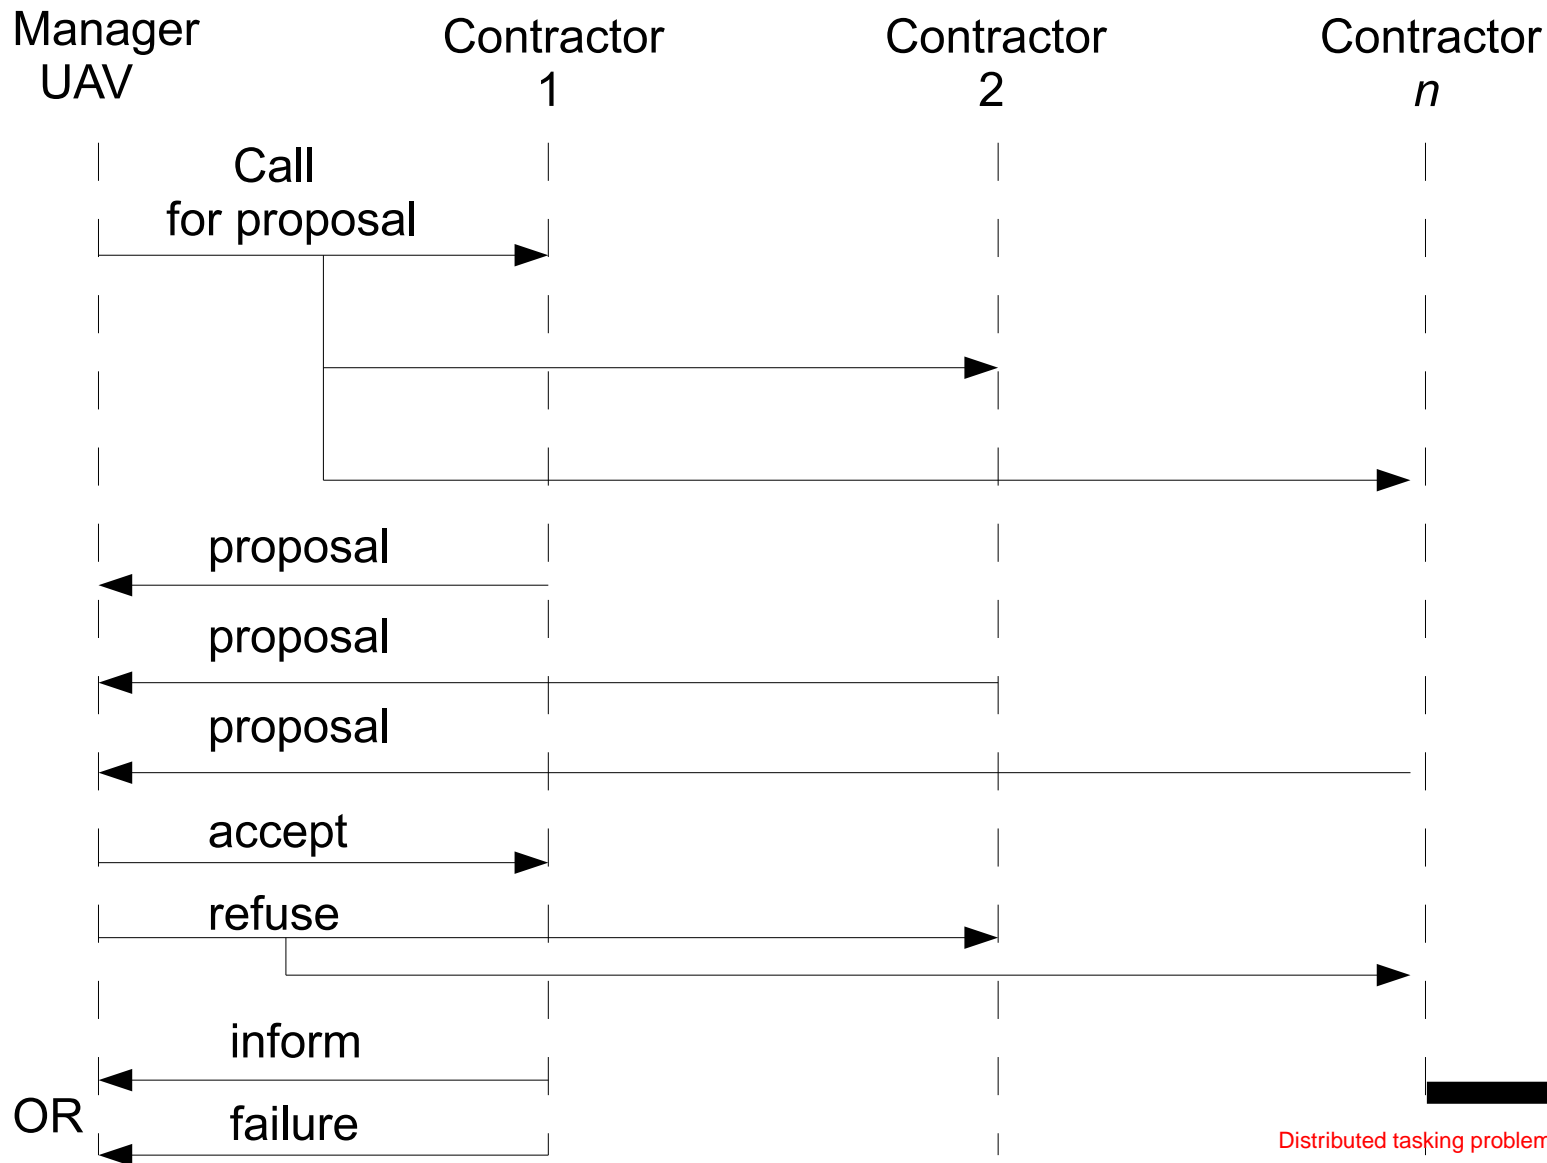 Manager
UAV
Contractor
1
Contractor
2
Contractor
n
Call
for proposal
proposal
proposal
proposal
accept
refuse
inform
OR
failure
Distributed tasking problem